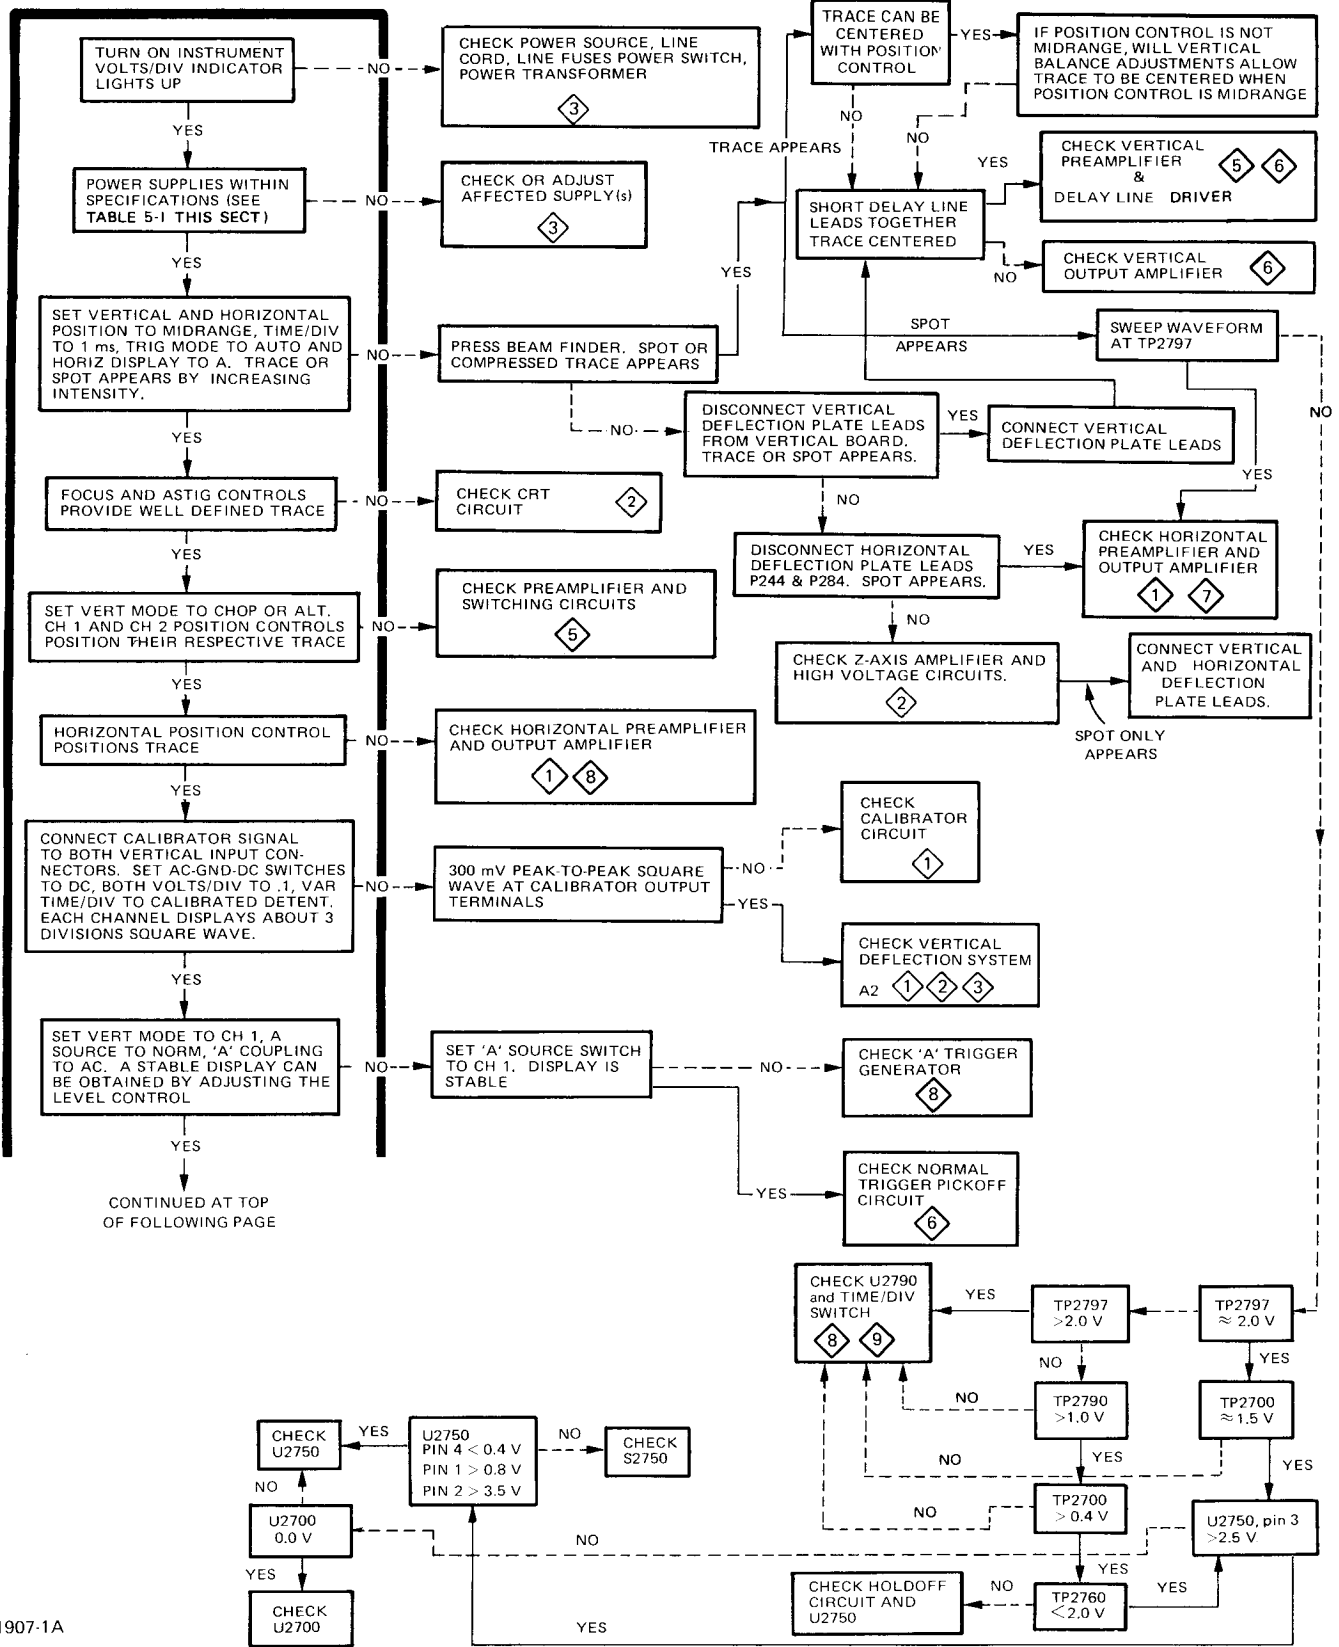 TURN ON INSTRUMENT
VOLTS/DIV INDICATOR
LIGHTS UP
NO
CHECK POWER SOURCE, LINE
CORD, LINE FUSES POWER SWITCH,
POWER TRANSFORMER
3
YES
POWER SUPPLIES WITHIN
SPECIFICATIONS (SEE
TABLE 5-1 THIS SECT)
NO
CHECK OR ADJUST
AFFECTED SUPPLY(s)
3
YES
SET VERTICAL AND HORIZONTAL
POSITION TO MIDRANGE, TIME/DIV
TO 1 ms, TRIG MODE TO AUTO AND
HORIZ DISPLAY TO A. TRACE OR
SPOT APPEARS BY INCREASING
INTENSITY.
NO
PRESS BEAM FINDER. SPOT OR
COMPRESSED TRACE APPEARS
YES
TRACE APPEARS
TRACE CAN BE
CENTERED
WITH POSITION
CONTROL
YES
IF POSITION CONTROL IS NOT
MIDRANGE, WILL VERTICAL
BALANCE ADJUSTMENTS ALLOW
TRACE TO BE CENTERED WHEN
POSITION CONTROL IS MIDRANGE
NO
NO
SHORT DELAY LINE
LEADS TOGETHER
TRACE CENTERED
YES
CHECK VERTICAL
PREAMPLIFIER
&
DELAY LINE DRIVER
5 6
NO
CHECK VERTICAL
OUTPUT AMPLIFIER
6
SPOT
APPEARS
SWEEP WAVEFORM
AT TP2797
NO
YES
NO
DISCONNECT VERTICAL
DEFLECTION PLATE LEADS
FROM VERTICAL BOARD.
TRACE OR SPOT APPEARS.
YES
CONNECT VERTICAL
DEFLECTION PLATE LEADS
NO
DISCONNECT HORIZONTAL
DEFLECTION PLATE LEADS
P244 & P284. SPOT APPEARS.
YES
CHECK HORIZONTAL
PREAMPLIFIER AND
OUTPUT AMPLIFIER
1 7
NO
CHECK Z-AXIS AMPLIFIER AND
HIGH VOLTAGE CIRCUITS.
2
SPOT ONLY
APPEARS
CONNECT VERTICAL
AND HORIZONTAL
DEFLECTION
PLATE LEADS.
YES
FOCUS AND ASTIG CONTROLS
PROVIDE WELL DEFINED TRACE
NO
CHECK CRT
CIRCUIT
2
YES
SET VERT MODE TO CHOP OR ALT.
CH 1 AND CH 2 POSITION CONTROLS
POSITION THEIR RESPECTIVE TRACE
NO
CHECK PREAMPLIFIER AND
SWITCHING CIRCUITS
5
YES
HORIZONTAL POSITION CONTROL
POSITIONS TRACE
NO
CHECK HORIZONTAL PREAMPLIFIER
AND OUTPUT AMPLIFIER
1 8
YES
CONNECT CALIBRATOR SIGNAL
TO BOTH VERTICAL INPUT CON-
NECTORS. SET AC-GND-DC SWITCHES
TO DC, BOTH VOLTS/DIV TO .1, VAR
TIME/DIV TO CALIBRATED DETENT.
EACH CHANNEL DISPLAYS ABOUT 3
DIVISIONS SQUARE WAVE.
NO
300 mV PEAK-TO-PEAK SQUARE
WAVE AT CALIBRATOR OUTPUT
TERMINALS
NO
CHECK
CALIBRATOR
CIRCUIT
1
YES
CHECK VERTICAL
DEFLECTION SYSTEM
A2 1 2 3
YES
SET VERT MODE TO CH 1, A
SOURCE TO NORM, 'A' COUPLING
TO AC. A STABLE DISPLAY CAN
BE OBTAINED BY ADJUSTING THE
LEVEL CONTROL
NO
SET 'A' SOURCE SWITCH
TO CH 1. DISPLAY IS
STABLE
NO
CHECK 'A' TRIGGER
GENERATOR
8
YES
CHECK NORMAL
TRIGGER PICKOFF
CIRCUIT
6
YES
CONTINUED AT TOP
OF FOLLOWING PAGE
CHECK U2790
and TIME/DIV
SWITCH
8 9
YES
TP2797
>2.0 V
TP2797
≈ 2.0 V
NO
YES
NO
TP2790
>1.0 V
TP2700
≈1.5 V
NO
YES
YES
NO
TP2700
> 0.4 V
U2750, pin 3
>2.5 V
NO
YES
CHECK HOLDOFF
CIRCUIT AND
U2750
NO
TP2760
<2.0 V
YES
CHECK
U2750
YES
U2750
PIN 4 < 0.4 V
PIN 1 > 0.8 V
PIN 2 > 3.5 V
NO
CHECK
S2750
NO
U2700
0.0 V
YES
CHECK
U2700
YES
1907-1A